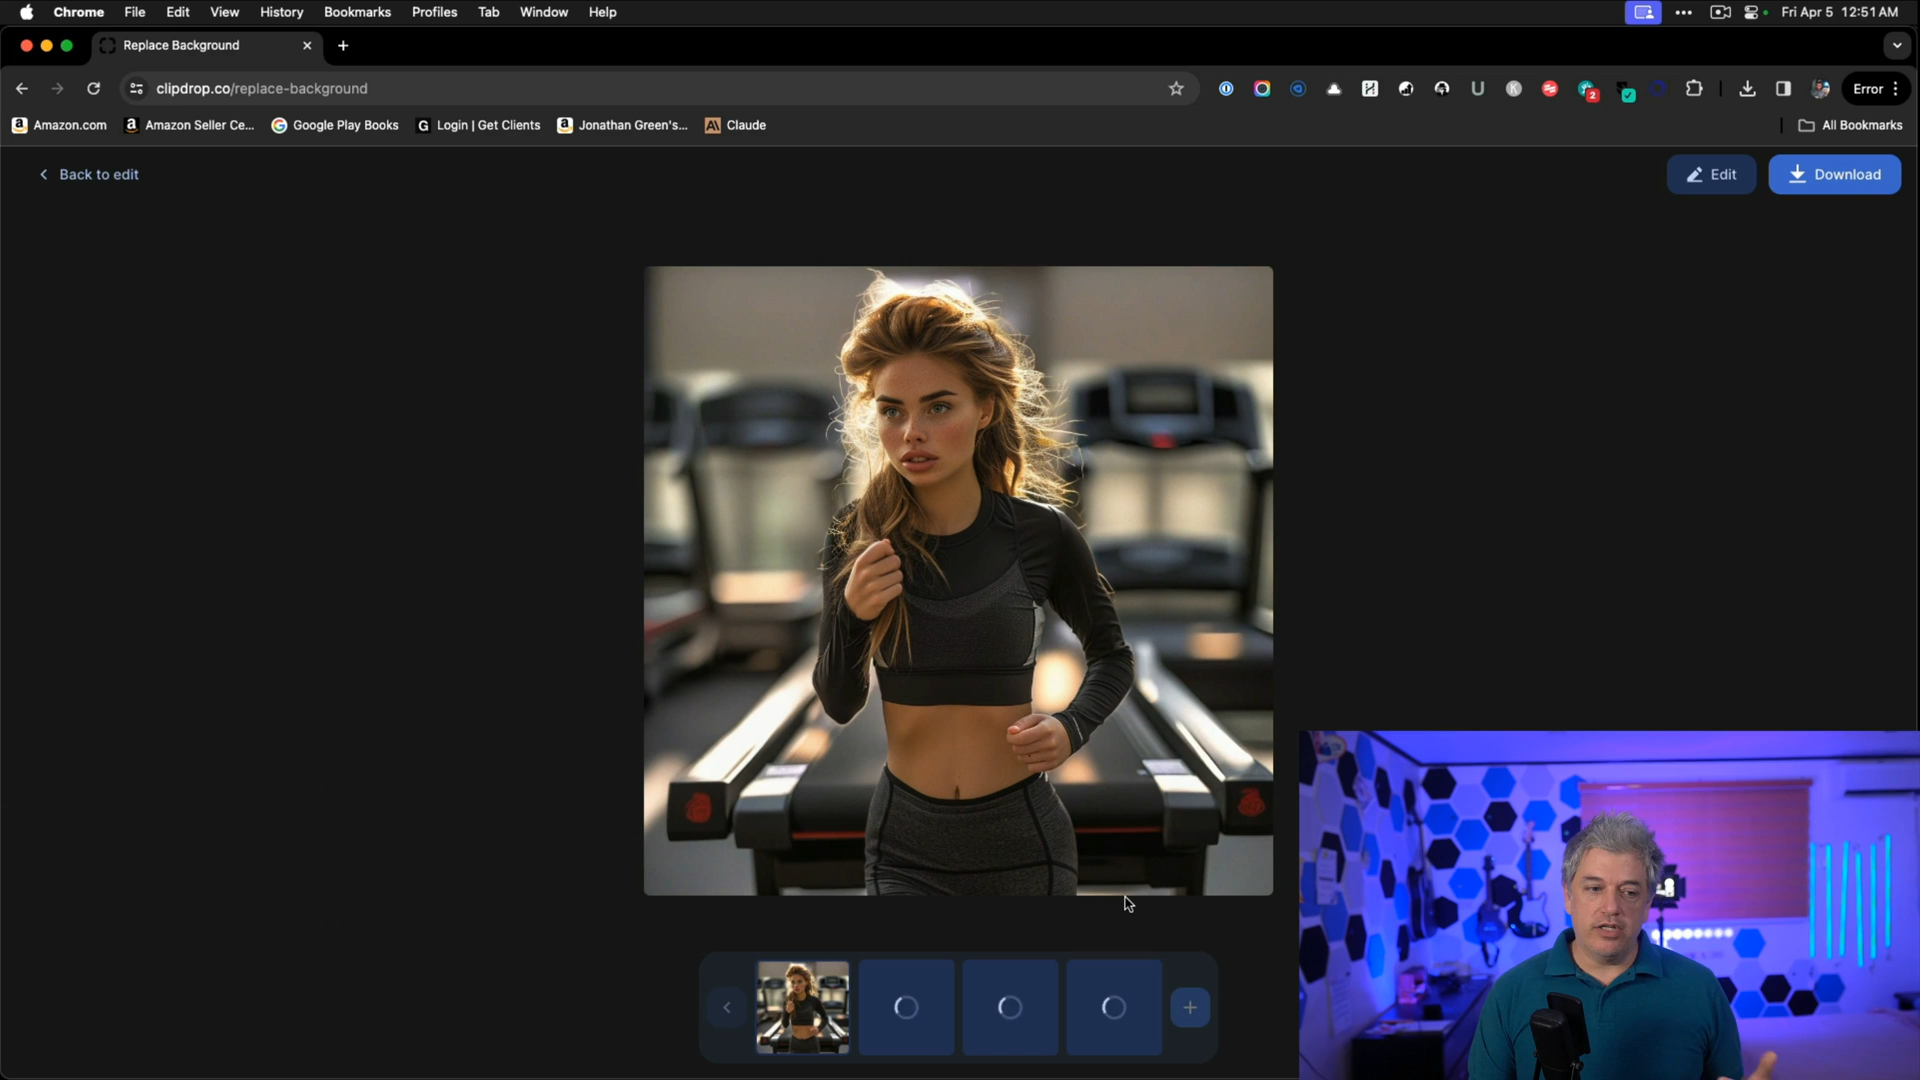 Chrome File Edit View History Bookmarks Profiles Tab Window Help Fri Apr 5 12:51 AM
Replace Background
clipdrop.co/replace-background Error
Amazon.com Amazon Seller Ce... Google Play Books Login | Get Clients Jonathan Green's... Claude All Bookmarks
Back to edit Edit Download